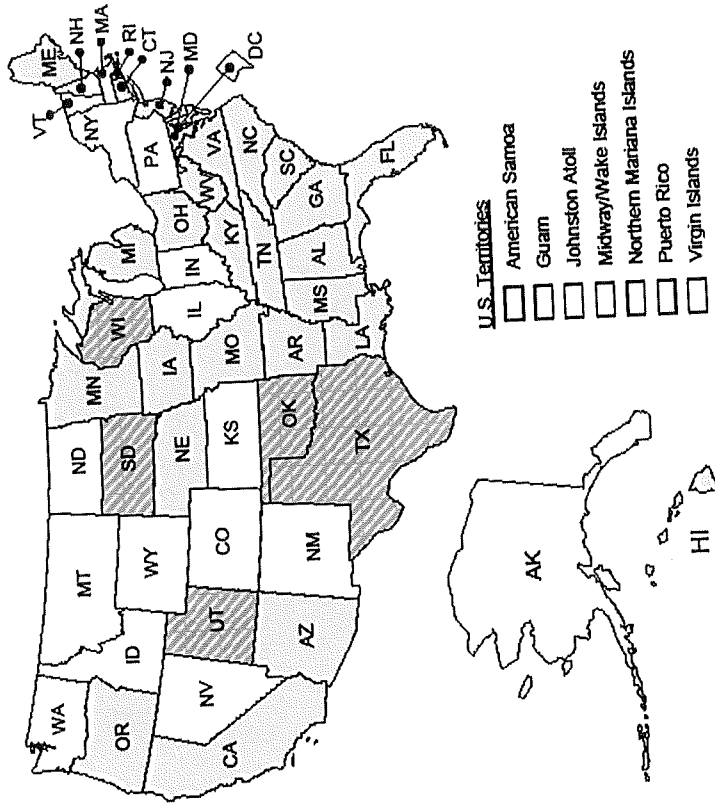 WA
OR
CA
NV
ID
MT
WY
UT
AZ
CO
NM
ND
SD
NE
KS
OK
TX
MN
IA
MO
AR
LA
WI
IL
MI
IN
OH
KY
TN
MS
AL
GA
FL
SC
NC
VA
WV
PA
NY
VT
NH
ME
MA
RI
CT
NJ
MD
DC
AK
HI
U.S. Territories
American Samoa
Guam
Johnston Atoll
Midway/Wake Islands
Northern Mariana Islands
Puerto Rico
Virgin Islands